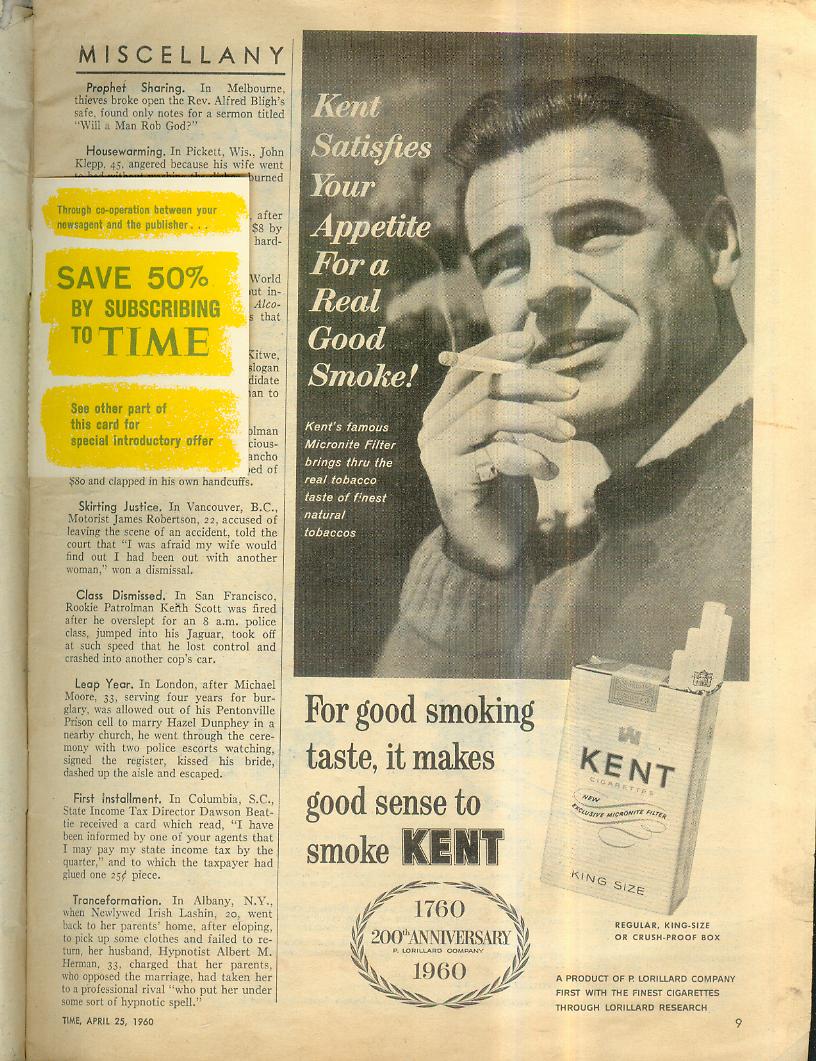 MISCELLANY
Prophet Sharing. In Melbourne,
thieves broke open the Rev. Alfred Bligh's
safe, found only notes for a sermon titled
"Will a Man Rob God?"
Housewarming. In Pickett, Wis., John
Klepp, 45, angered because his wife went
burned
Through co-operation between your
newsagent and the publisher . . .
SAVE 50%
BY SUBSCRIBING
TO TIME
See other part of
this card for
special introductory offer
, after
$8 by
hard-
World
ut in-
Alco-
s that
Kitwe,
slogan
didate
an to
olman
cious-
ancho
bed of
$80 and clapped in his own handcuffs.
Skirting Justice. In Vancouver, B.C.,
Motorist James Robertson, 22, accused of
leaving the scene of an accident, told the
court that "I was afraid my wife would
find out I had been out with another
woman," won a dismissal.
Class Dismissed. In San Francisco,
Rookie Patrolman Keith Scott was fired
after he overslept for an 8 a.m. police
class, jumped into his Jaguar, took off
at such speed that he lost control and
crashed into another cop's car.
Leap Year. In London, after Michael
Moore, 33, serving four years for bur-
glary, was allowed out of his Pentonville
Prison cell to marry Hazel Dunphey in a
nearby church, he went through the cere-
mony with two police escorts watching,
signed the register, kissed his bride,
dashed up the aisle and escaped.
First Installment. In Columbia, S.C.,
State Income Tax Director Dawson Beat-
tie received a card which read, "I have
been informed by one of your agents that
I may pay my state income tax by the
quarter," and to which the taxpayer had
glued one 25¢ piece.
Tranceformation. In Albany, N.Y.,
when Newlywed Irish Lashin, 20, went
back to her parents' home, after eloping,
to pick up some clothes and failed to re-
turn, her husband, Hypnotist Albert M.
Herman, 33, charged that her parents,
who opposed the marriage, had taken her
to a professional rival "who put her under
some sort of hypnotic spell."
TIME, APRIL 25, 1960
Kent
Satisfies
Your
Appetite
For a
Real
Good
Smoke!
Kent's famous
Micronite Filter
brings thru the
real tobacco
taste of finest
natural
tobaccos
For good smoking
taste, it makes
good sense to
smoke KENT
1760
200th ANNIVERSARY
P. LORILLARD COMPANY
1960
KENT
CIGARETTES
NEW
EXCLUSIVE MICRONITE FILTER
KING SIZE
REGULAR, KING-SIZE
OR CRUSH-PROOF BOX
A PRODUCT OF P. LORILLARD COMPANY
FIRST WITH THE FINEST CIGARETTES
THROUGH LORILLARD RESEARCH
9